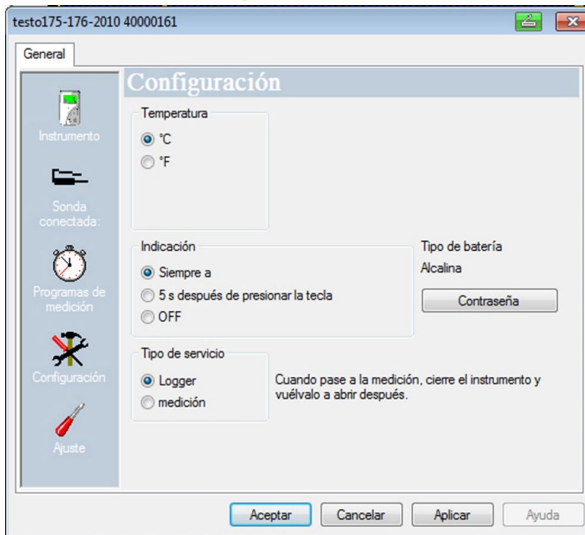 testo175-176-2010 40000161
General
Configuración
Instrumento
Sonda
conectada:
Programas de
medición
Configuración
Ajuste
Temperatura
°C
°F
Indicación
Siempre a
5 s después de presionar la tecla
OFF
Tipo de batería
Alcalina
Contraseña
Tipo de servicio
Logger
medición
Cuando pase a la medición, cierre el instrumento y
vuélvalo a abrir después.
Aceptar
Cancelar
Aplicar
Ayuda